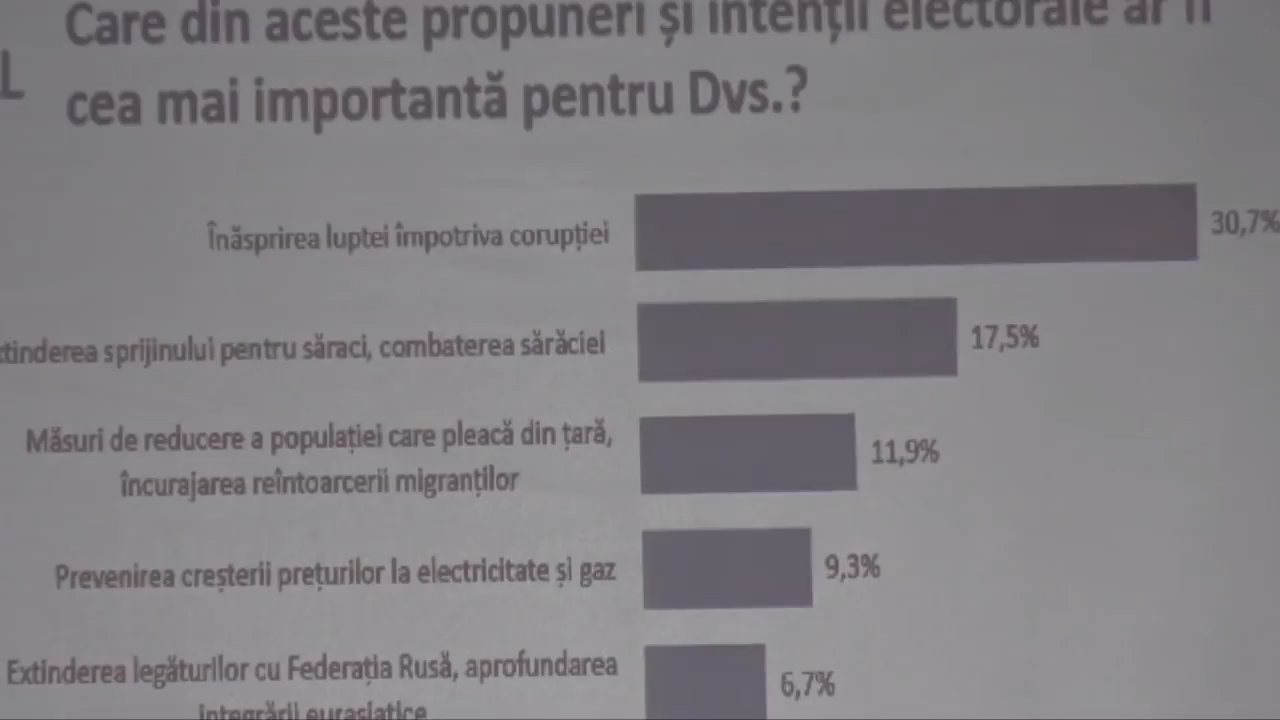 Care din aceste propuneri și intenții electorale ar fi
L
cea mai importantă pentru Dvs.?
Înăsprirea luptei împotriva corupției
30,7%
xtinderea sprijinului pentru săraci, combaterea sărăciei
17,5%
Măsuri de reducere a populației care pleacă din țară,
încurajarea reîntoarcerii migranților
11,9%
Prevenirea creșterii prețurilor la electricitate și gaz
9,3%
Extinderea legăturilor cu Federația Rusă, aprofundarea
Integrării eurasiatice
6,7%